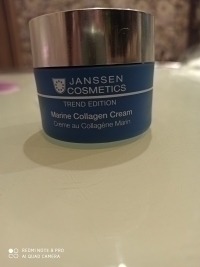 JANSSEN
COSMETICS
TREND EDITION
Marine Collagen Cream
Crème au Collagène Marin
REDMI NOTE 8 PRO
AI QUAD CAMERA